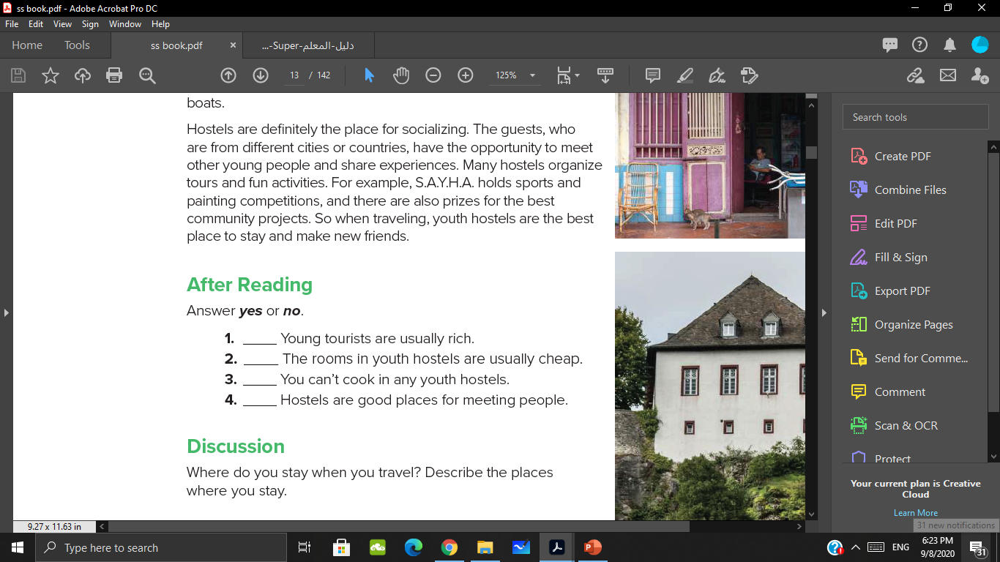 ss book.pdf - Adobe Acrobat Pro DC
File Edit View Sign Window Help
Home Tools ss book.pdf × دليل-المعلم-Super-...
13 / 142 125%
boats.
Hostels are definitely the place for socializing. The guests, who
are from different cities or countries, have the opportunity to meet
other young people and share experiences. Many hostels organize
tours and fun activities. For example, S.A.Y.H.A. holds sports and
painting competitions, and there are also prizes for the best
community projects. So when traveling, youth hostels are the best
place to stay and make new friends.
After Reading
Answer yes or no.
1. ____ Young tourists are usually rich.
2. ____ The rooms in youth hostels are usually cheap.
3. ____ You can’t cook in any youth hostels.
4. ____ Hostels are good places for meeting people.
Discussion
Where do you stay when you travel? Describe the places
where you stay.
9.27 x 11.63 in
Search tools
Create PDF
Combine Files
Edit PDF
Fill & Sign
Export PDF
Organize Pages
Send for Comme...
Comment
Scan & OCR
Protect
Your current plan is Creative
Cloud
Learn More
31 new notifications
Type here to search
ENG
6:23 PM
9/8/2020
31